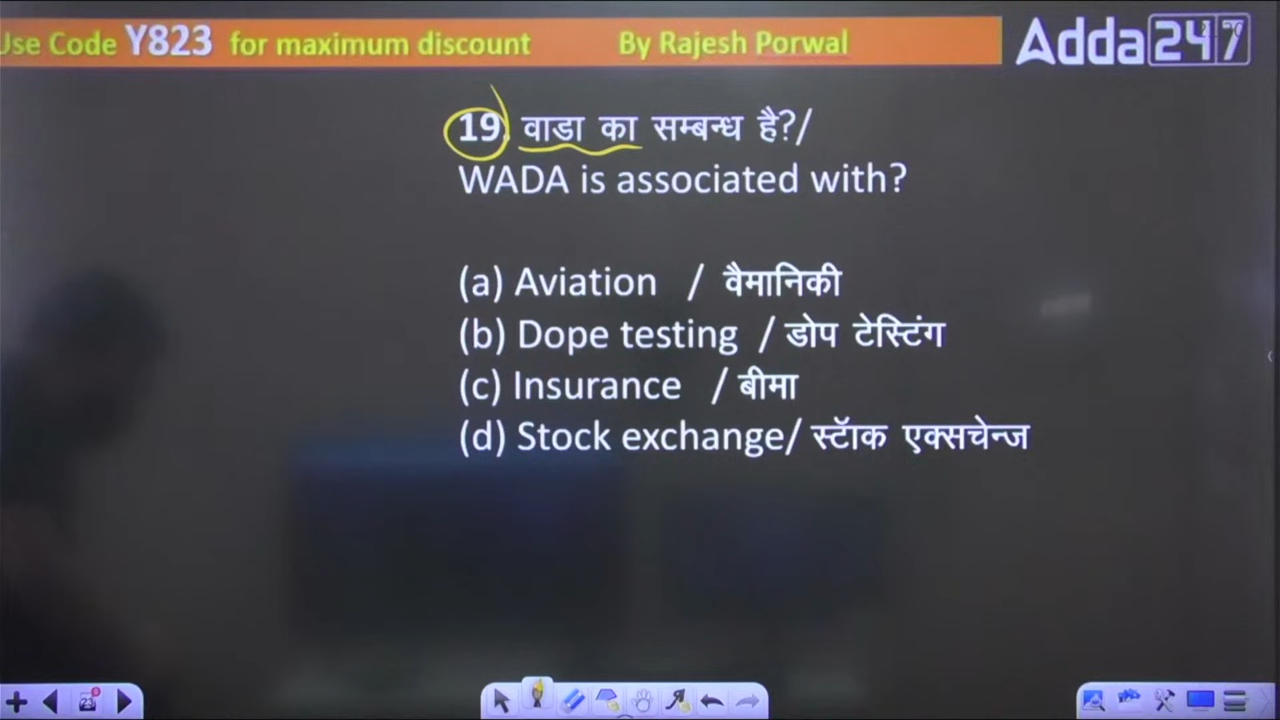 Use Code Y823 for maximum discount By Rajesh Porwal
Adda247
19. वाडा का सम्बन्ध है?/
WADA is associated with?
(a) Aviation / वैमानिकी
(b) Dope testing / डोप टेस्टिंग
(c) Insurance / बीमा
(d) Stock exchange/ स्टॉक एक्सचेन्ज
23